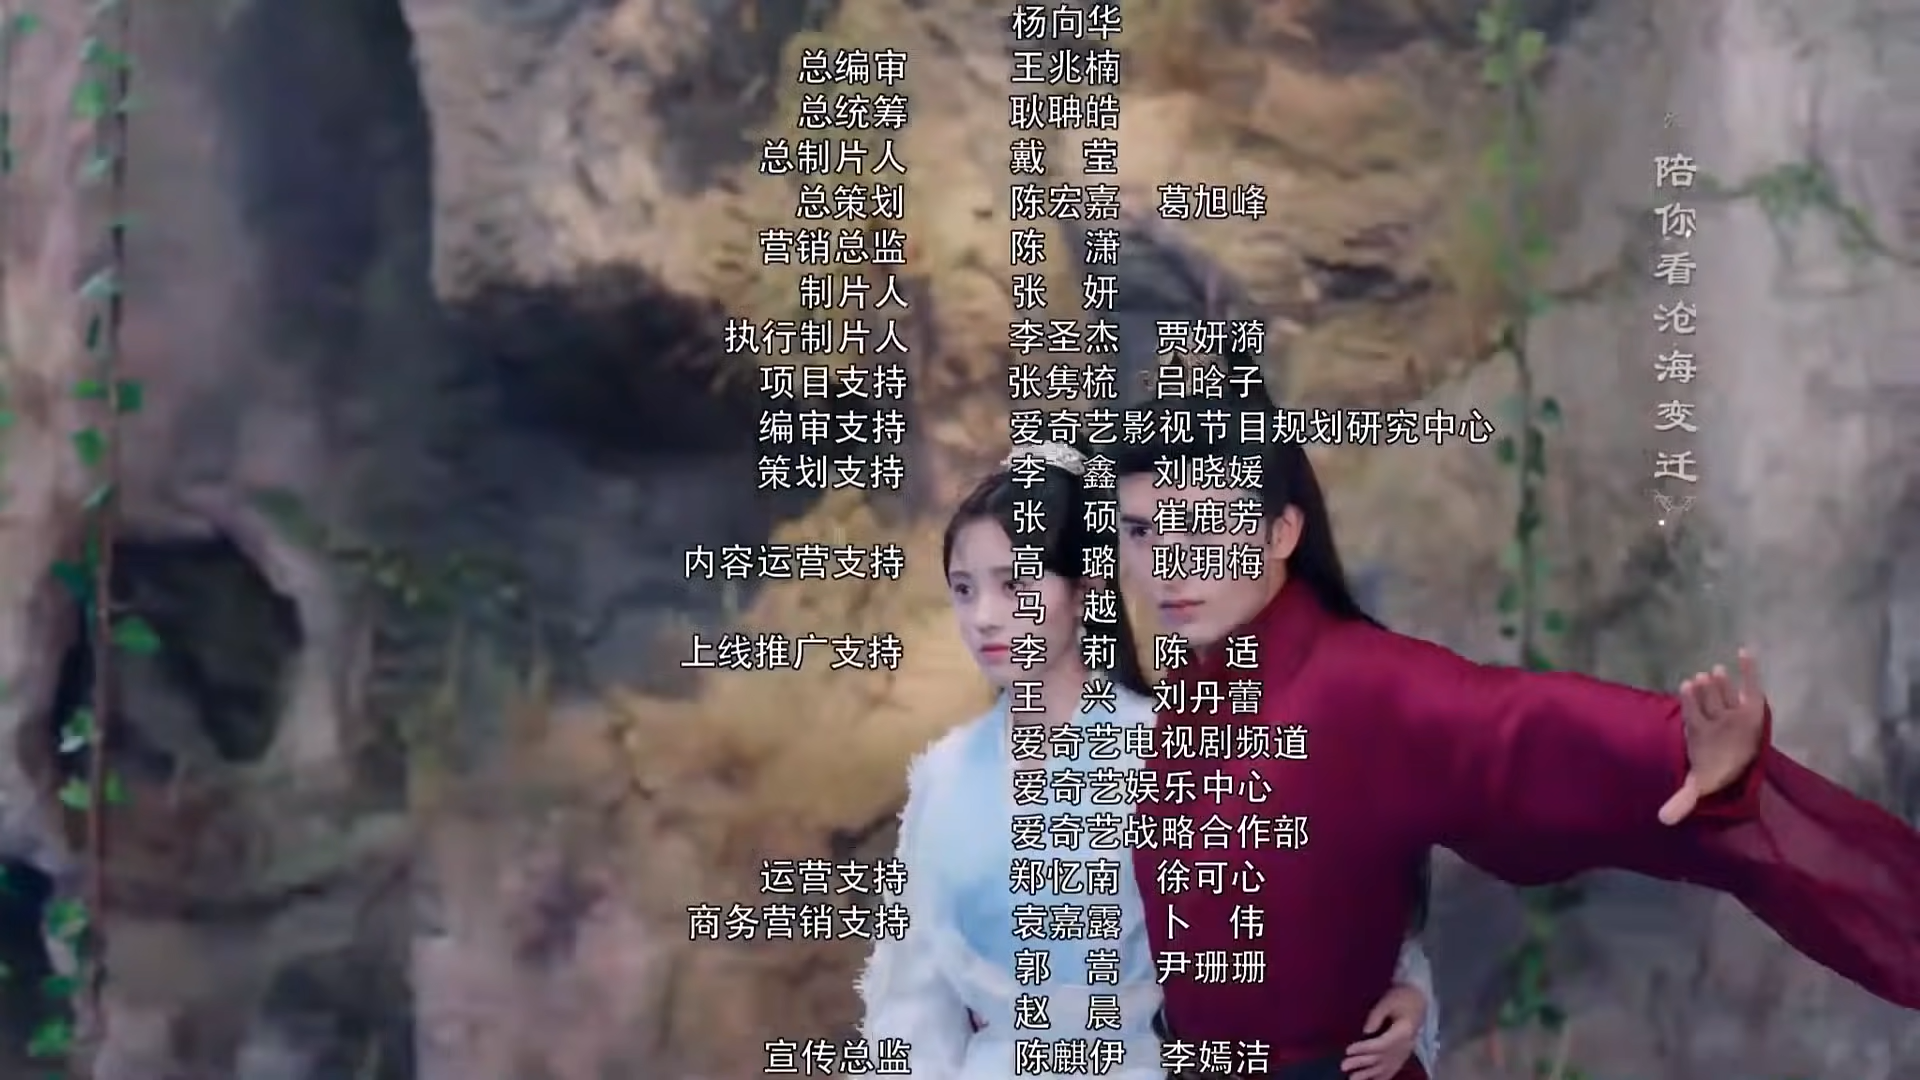 杨向华
总编审 王兆楠
总统筹 耿聃皓
总制片人 戴 莹
总策划 陈宏嘉 葛旭峰
营销总监 陈 潇
制片人 张 妍
执行制片人 李圣杰 贾妍漪
项目支持 张隽梳 吕晗子
编审支持 爱奇艺影视节目规划研究中心
策划支持 李 鑫 刘晓媛
张 硕 崔鹿芳
内容运营支持 高 璐 耿玥梅
马 越
上线推广支持 李 莉 陈 适
王 兴 刘丹蕾
爱奇艺电视剧频道
爱奇艺娱乐中心
爱奇艺战略合作部
运营支持 郑忆南 徐可心
商务营销支持 袁嘉露 卜 伟
郭 嵩 尹珊珊
赵 晨
宣传总监 陈麒伊 李嫣洁
陪你看沧海变迁